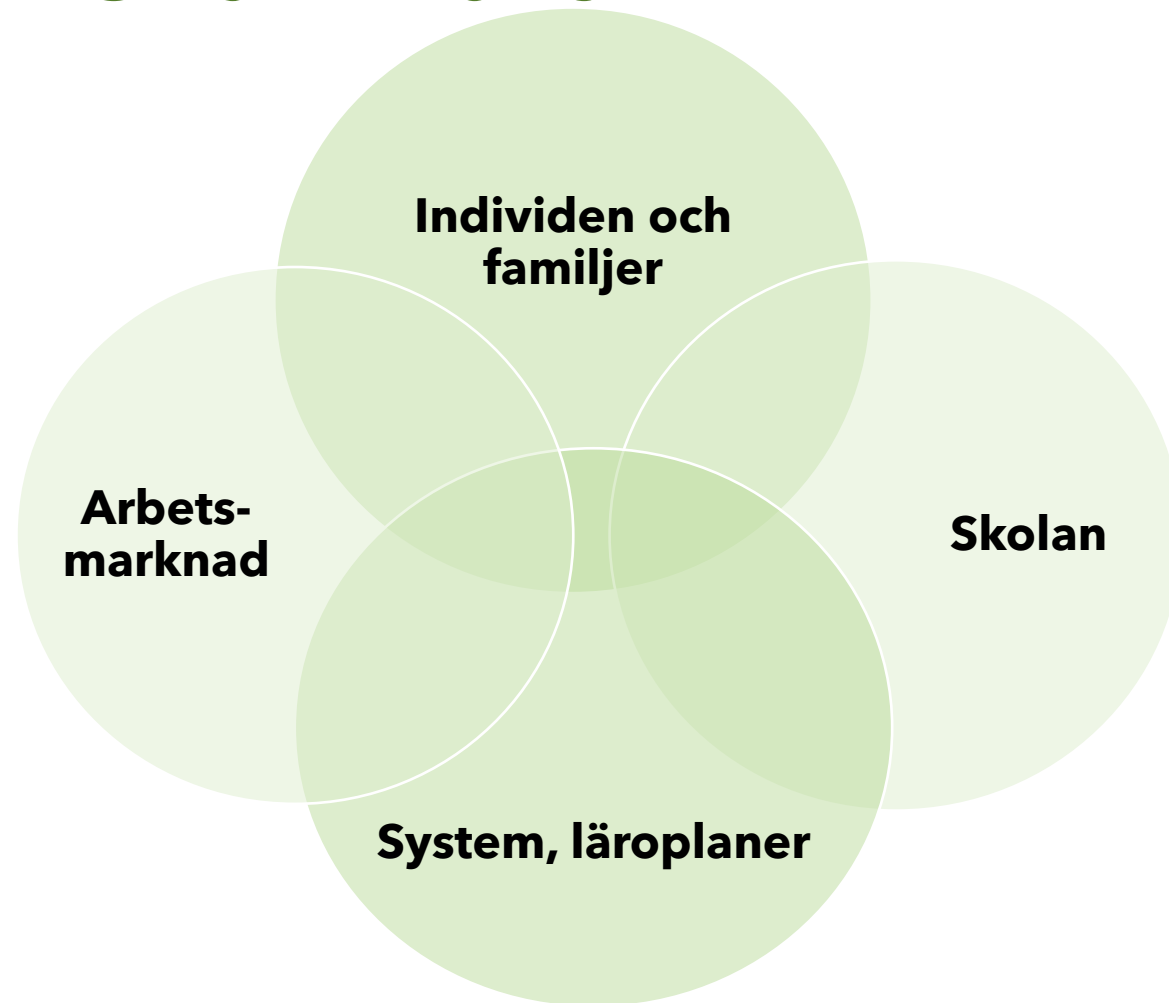 Individen och
familjer
Arbets-
marknad
Skolan
System, läroplaner